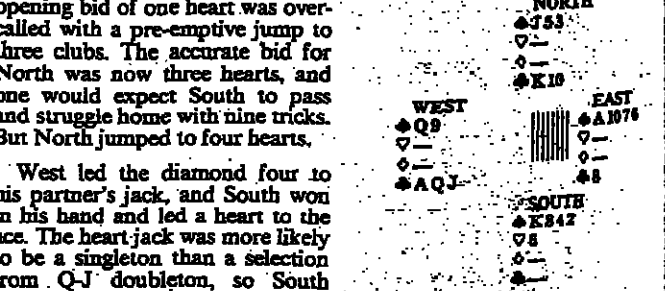 opening bid of one heart was over-
called with a pre-emptive jump to
three clubs. The accurate bid for
North was now three hearts, and
one would expect South to pass
and struggle home with nine tricks.
But North jumped to four hearts.
West led the diamond four to
his partner's jack, and South won
in his hand and led a heart to the
ace. The heart jack was more likely
to be a singleton than a selection
from Q-J doubleton, so South
NORTH
♠J53
♡—
♢—
♣K10
WEST
♠Q9
♡—
♢—
♣AQJ
EAST
♠A1076
♡—
♢—
♣8
SOUTH
♠K842
♡8
♢—
♣—